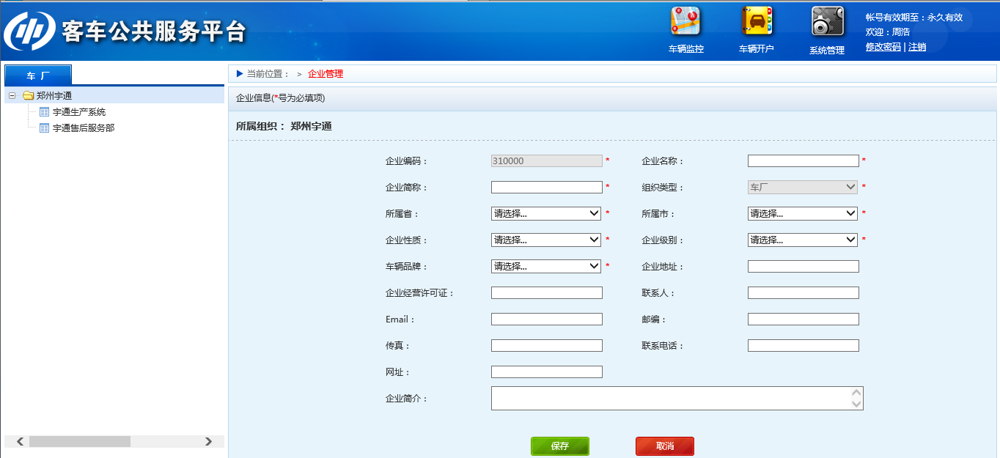 客车公共服务平台
车辆监控
车辆开户
系统管理
帐号有效期至：永久有效
欢迎：周浩
修改密码 | 注销
车 厂
郑州宇通
宇通生产系统
宇通售后服务部
当前位置： > 企业管理
企业信息(*号为必填项)
所属组织： 郑州宇通
企业编码： 310000 * 企业名称： *
企业简称： * 组织类型： 车厂 *
所属省： 请选择... * 所属市： 请选择... *
企业性质： 请选择... * 企业级别： 请选择... *
车辆品牌： 请选择... * 企业地址：
企业经营许可证： 联系人：
Email： 邮编：
传真： 联系电话：
网址：
企业简介：
保存 取消